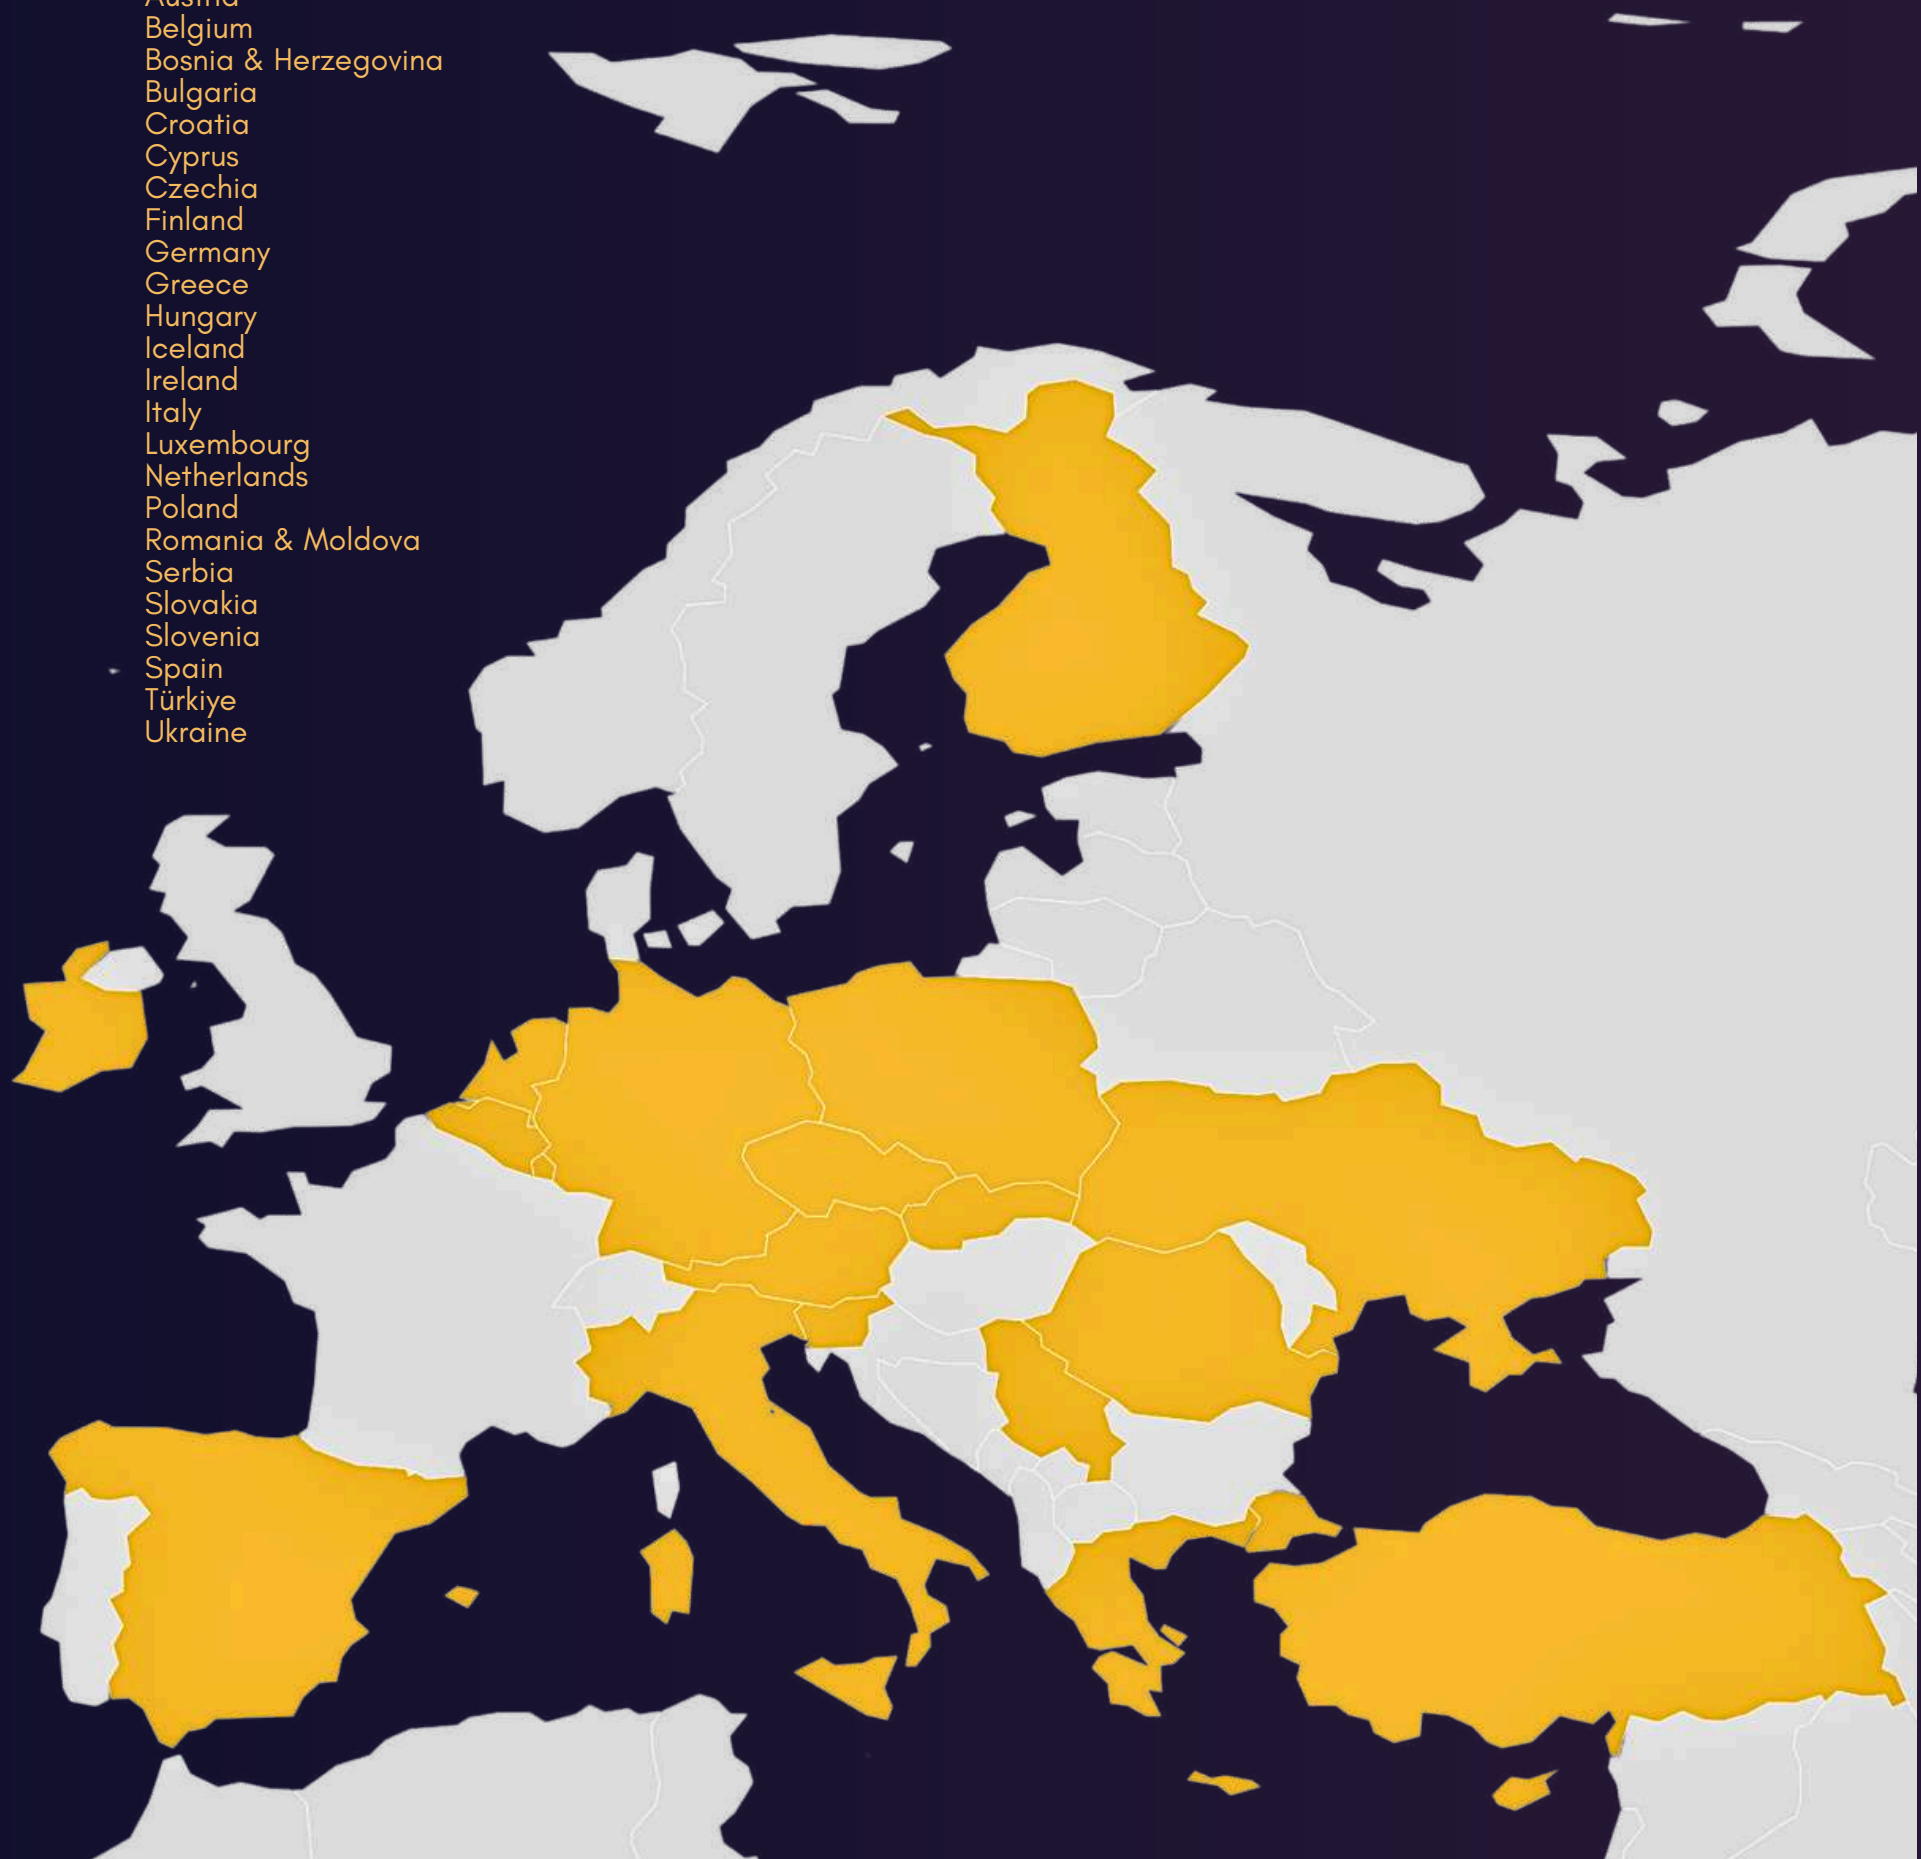 Austria
Belgium
Bosnia & Herzegovina
Bulgaria
Croatia
Cyprus
Czechia
Finland
Germany
Greece
Hungary
Iceland
Ireland
Italy
Luxembourg
Netherlands
Poland
Romania & Moldova
Serbia
Slovakia
Slovenia
Spain
Türkiye
Ukraine